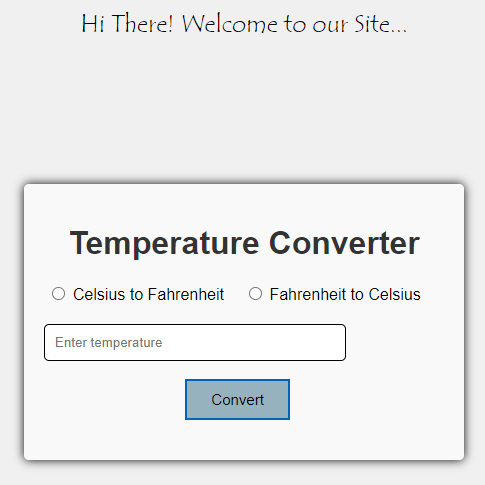 Hi There! Welcome to our Site...
Temperature Converter
Celsius to Fahrenheit Fahrenheit to Celsius
Enter temperature
Convert